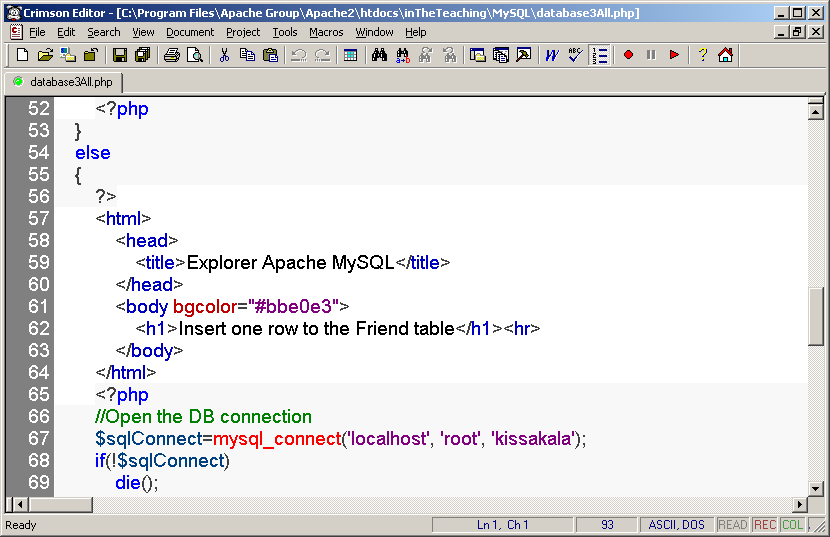 Crimson Editor - [C:\Program Files\Apache Group\Apache2\htdocs\inTheTeaching\MySQL\database3All.php]
File Edit Search View Document Project Tools Macros Window Help
database3All.php
52 <?php
53 }
54 else
55 {
56 ?>
57 <html>
58 <head>
59 <title>Explorer Apache MySQL</title>
60 </head>
61 <body bgcolor="#bbe0e3">
62 <h1>Insert one row to the Friend table</h1><hr>
63 </body>
64 </html>
65 <?php
66 //Open the DB connection
67 $sqlConnect=mysql_connect('localhost', 'root', 'kissakala');
68 if(!$sqlConnect)
69 die();
Ready Ln 1, Ch 1 93 ASCII, DOS READ REC COL